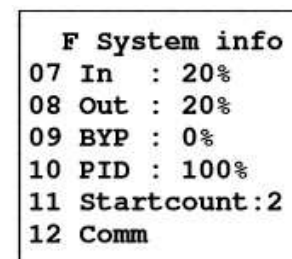 F System info
07 In : 20%
08 Out : 20%
09 BYP : 0%
10 PID : 100%
11 Startcount:2
12 Comm